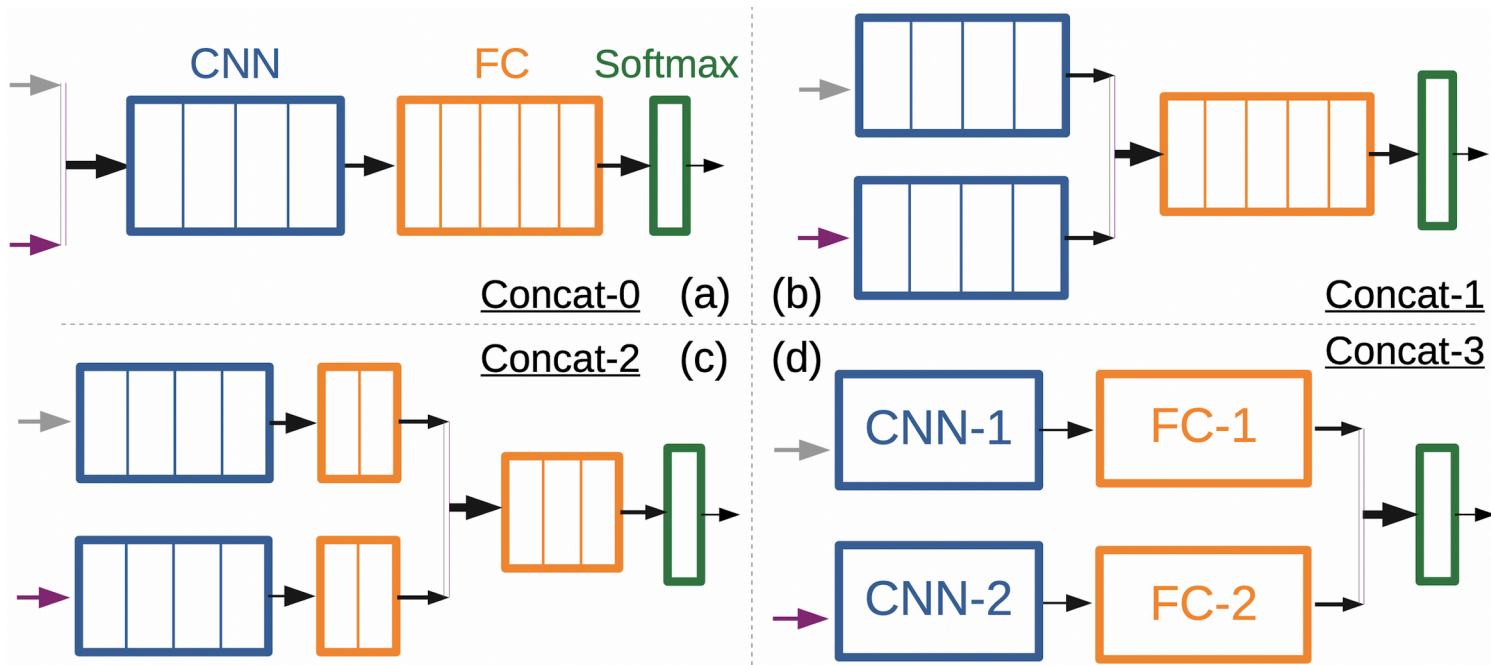 CNN
FC
Softmax
Concat-0
(a)
(b)
Concat-1
Concat-2
(c)
(d)
Concat-3
CNN-1
FC-1
CNN-2
FC-2